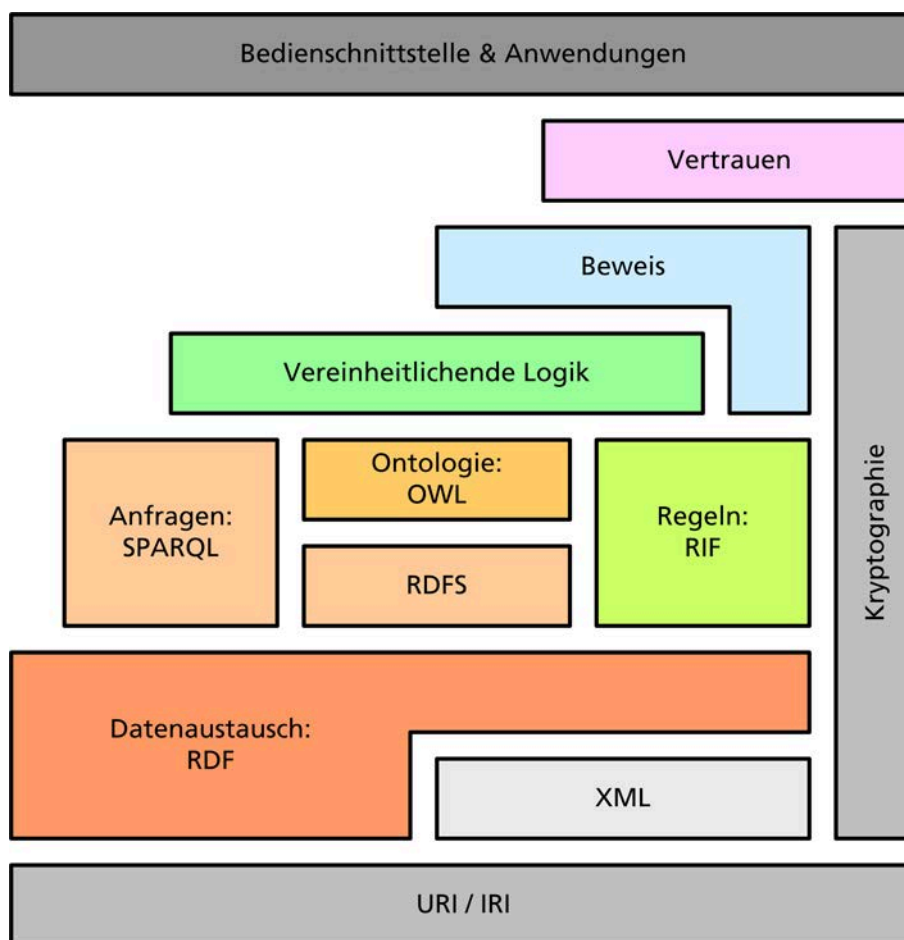 Bedienschnittstelle & Anwendungen
Vertrauen
Beweis
Vereinheitlichende Logik
Anfragen:
SPARQL
Ontologie:
OWL
RDFS
Regeln:
RIF
Kryptographie
Datenaustausch:
RDF
XML
URI / IRI